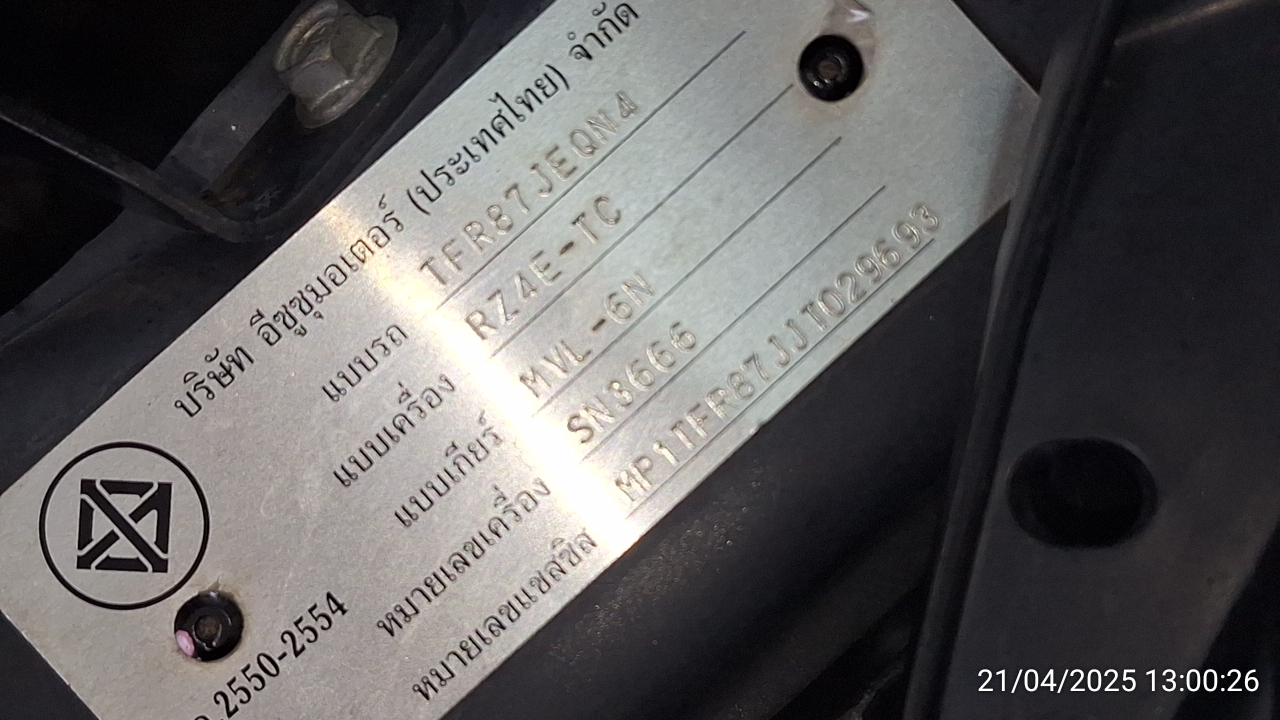 บริษัท อีซูซุมอเตอร์ (ประเทศไทย) จำกัด
แบบรถ TFR87JEQN4
แบบเครื่อง RZ4E-TC
แบบเกียร์ MVL-6N
หมายเลขเครื่อง SN3666
หมายเลขแชสซิส MP1TFR87JJT029693
2550-2554
21/04/2025 13:00:26